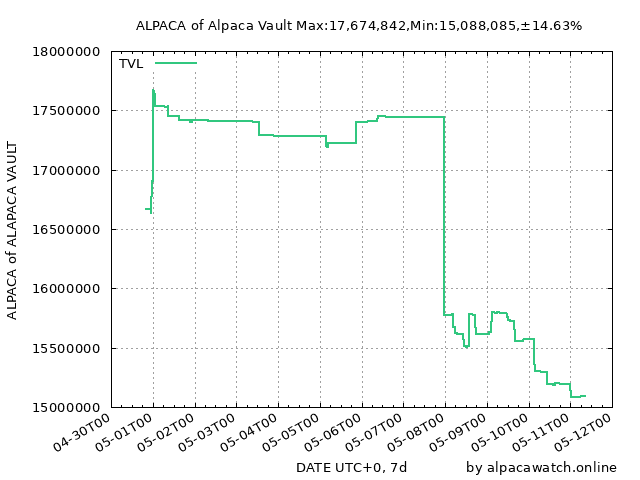 ALPACA of Alpaca Vault Max:17,674,842,Min:15,088,085,±14.63%
TVL
ALPACA of ALAPACA VAULT
18000000
17500000
17000000
16500000
16000000
15500000
15000000
04-30T00
05-01T00
05-02T00
05-03T00
05-04T00
05-05T00
05-06T00
05-07T00
05-08T00
05-09T00
05-10T00
05-11T00
05-12T00
DATE UTC+0, 7d
by alpacawatch.online